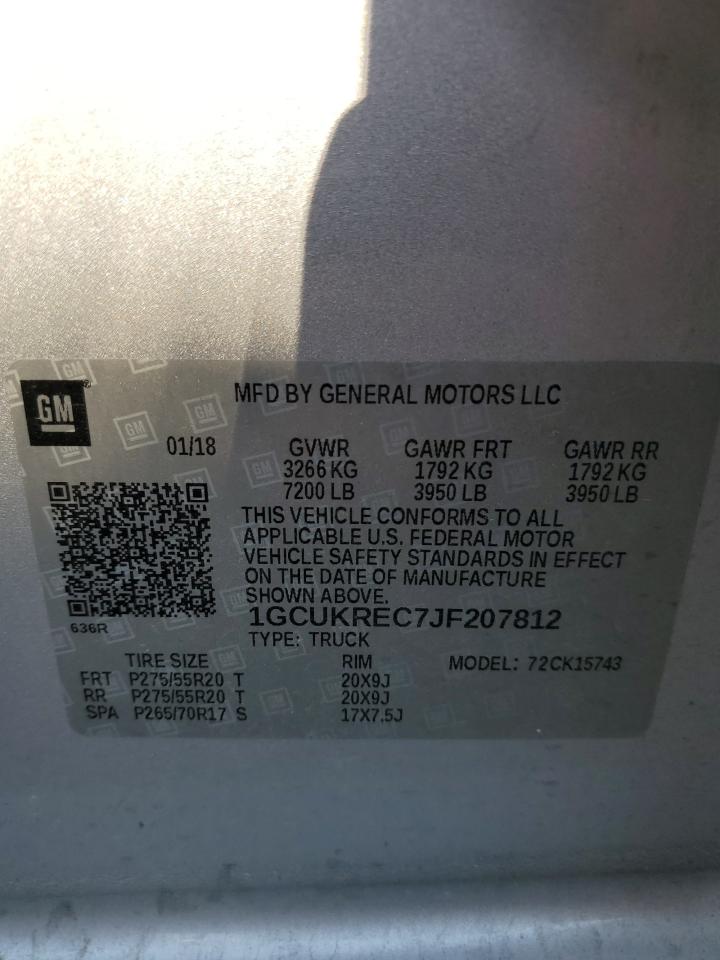 GM
MFD BY GENERAL MOTORS LLC
01/18 GVWR GAWR FRT GAWR RR
3266 KG 1792 KG 1792 KG
7200 LB 3950 LB 3950 LB
THIS VEHICLE CONFORMS TO ALL
APPLICABLE U.S. FEDERAL MOTOR
VEHICLE SAFETY STANDARDS IN EFFECT
ON THE DATE OF MANUFACTURE
SHOWN ABOVE.
1GCUKREC7JF207812
636R
TYPE: TRUCK
TIRE SIZE RIM MODEL: 72CK15743
FRT P275/55R20 T 20X9J
RR P275/55R20 T 20X9J
SPA P265/70R17 S 17X7.5J